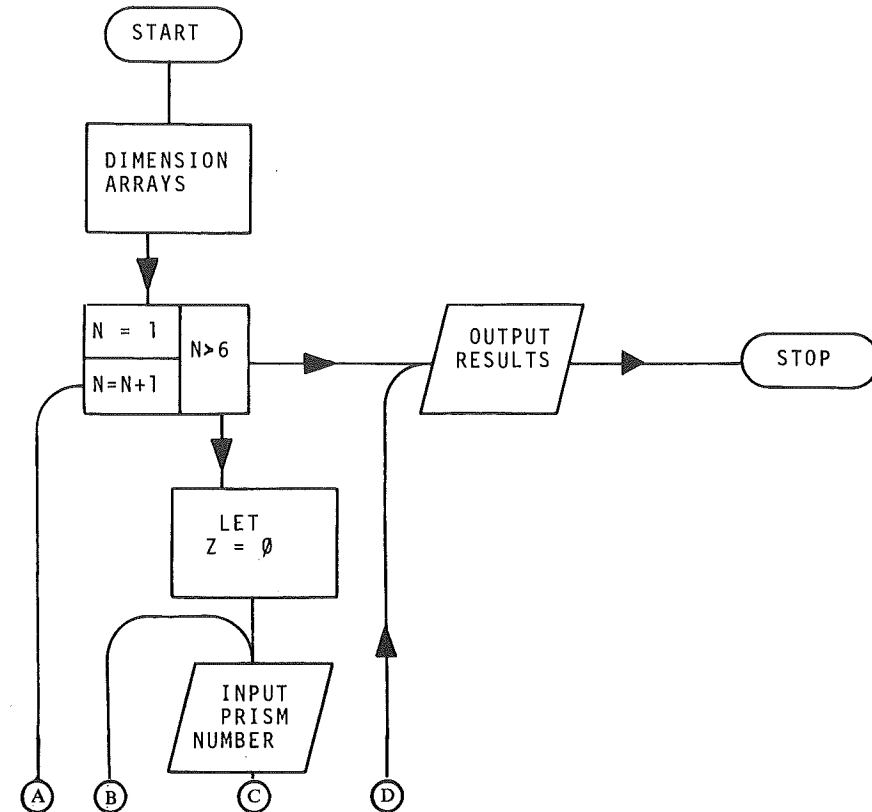 START
DIMENSION
ARRAYS
N = 1
N=N+1
N>6
OUTPUT
RESULTS
STOP
LET
Z = Ø
INPUT
PRISM
NUMBER
A
B
C
D